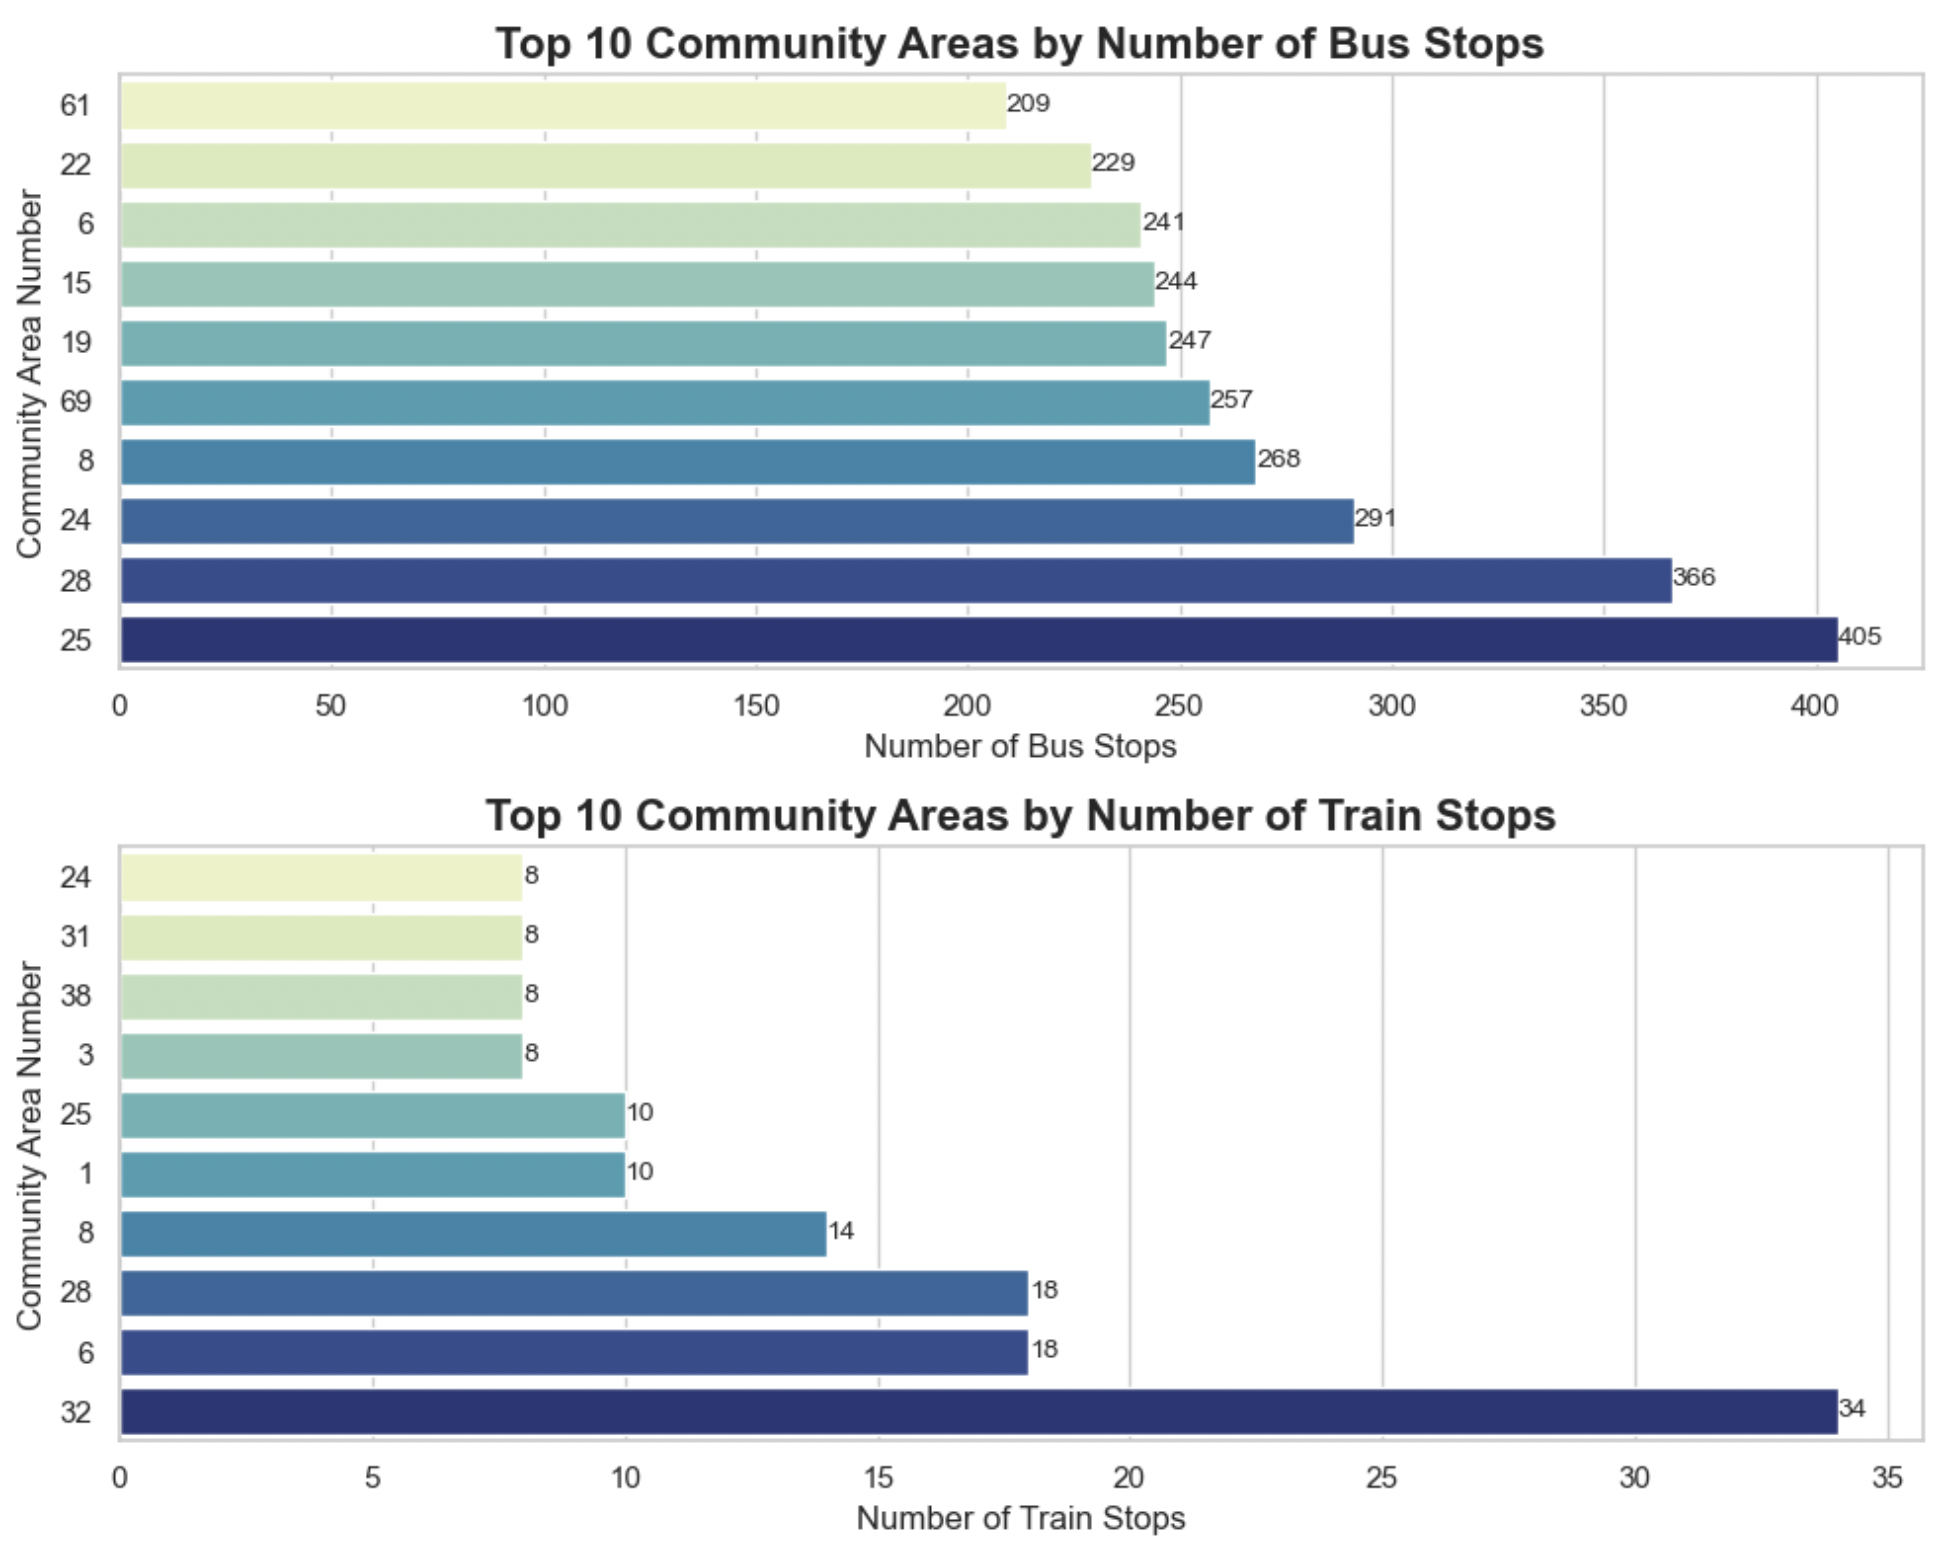 Top 10 Community Areas by Number of Bus Stops
Community Area Number
61 209
22 229
6 241
15 244
19 247
69 257
8 268
24 291
28 366
25 405
0 50 100 150 200 250 300 350 400
Number of Bus Stops
Top 10 Community Areas by Number of Train Stops
Community Area Number
24 8
31 8
38 8
3 8
25 10
1 10
8 14
28 18
6 18
32 34
0 5 10 15 20 25 30 35
Number of Train Stops